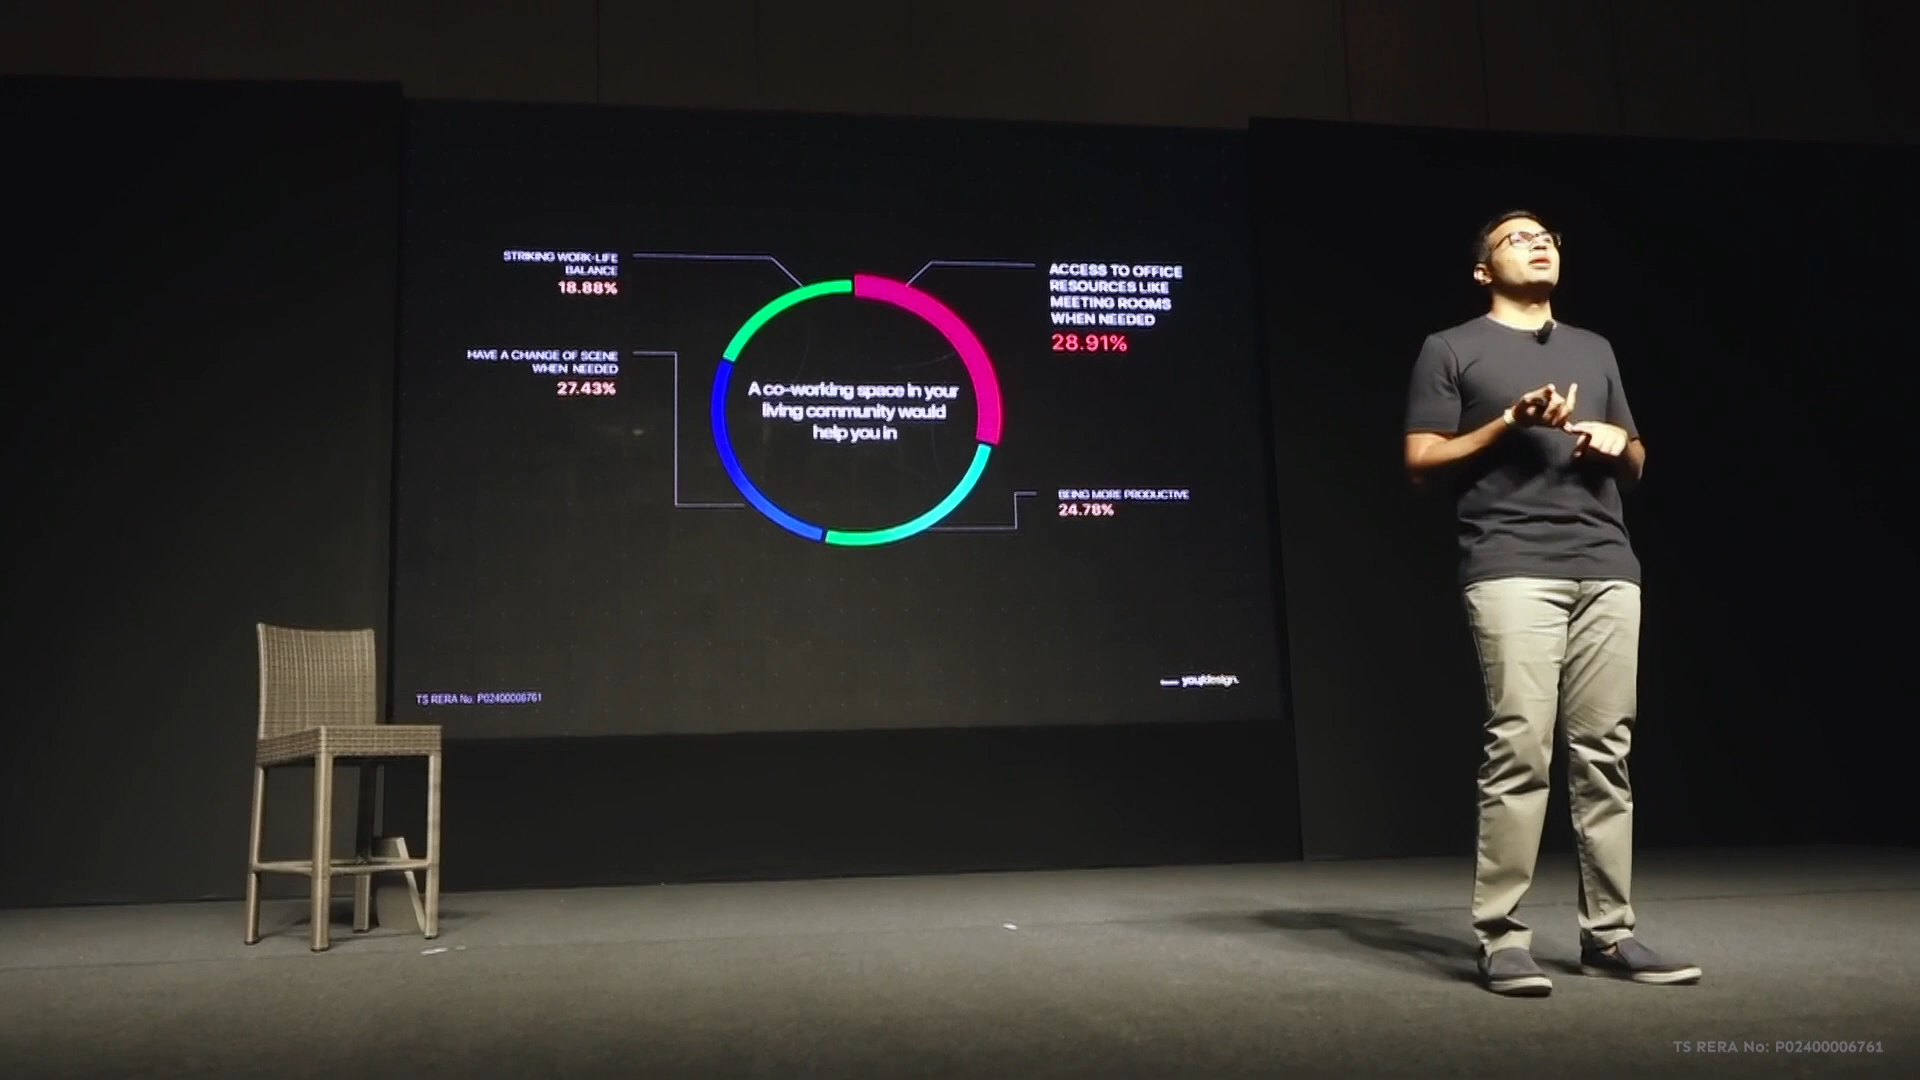 STRIKING WORK-LIFE
BALANCE
18.88%
ACCESS TO OFFICE
RESOURCES LIKE
MEETING ROOMS
WHEN NEEDED
28.91%
HAVE A CHANGE OF SCENE
WHEN NEEDED
27.43%
A co-working space in your
living community would
help you in
BEING MORE PRODUCTIVE
24.78%
TS RERA No: P02400006761
you|design.
TS RERA No: P02400006761